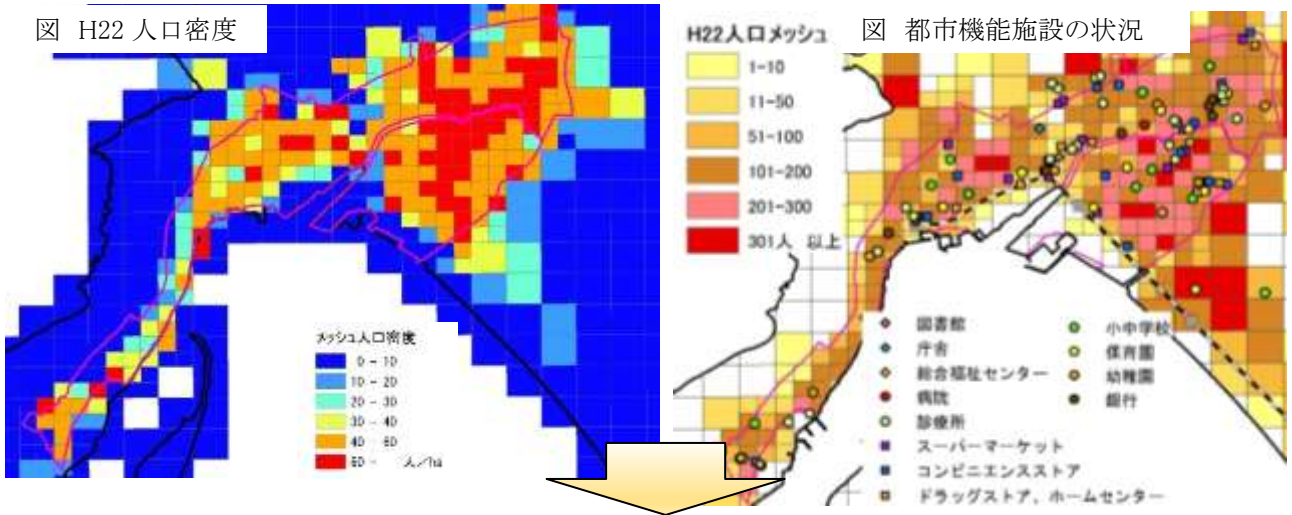 図 H22 人口密度
メッシュ人口密度
0 - 10
10 - 20
20 - 30
30 - 40
40 - 60
60 - 人/ha
図 都市機能施設の状況
H22人口メッシュ
1-10
11-50
51-100
101-200
201-300
301人 以上
図書館
庁舎
総合福祉センター
病院
診療所
スーパーマーケット
コンビニエンスストア
ドラッグストア、ホームセンター
小中学校
保育園
幼稚園
銀行